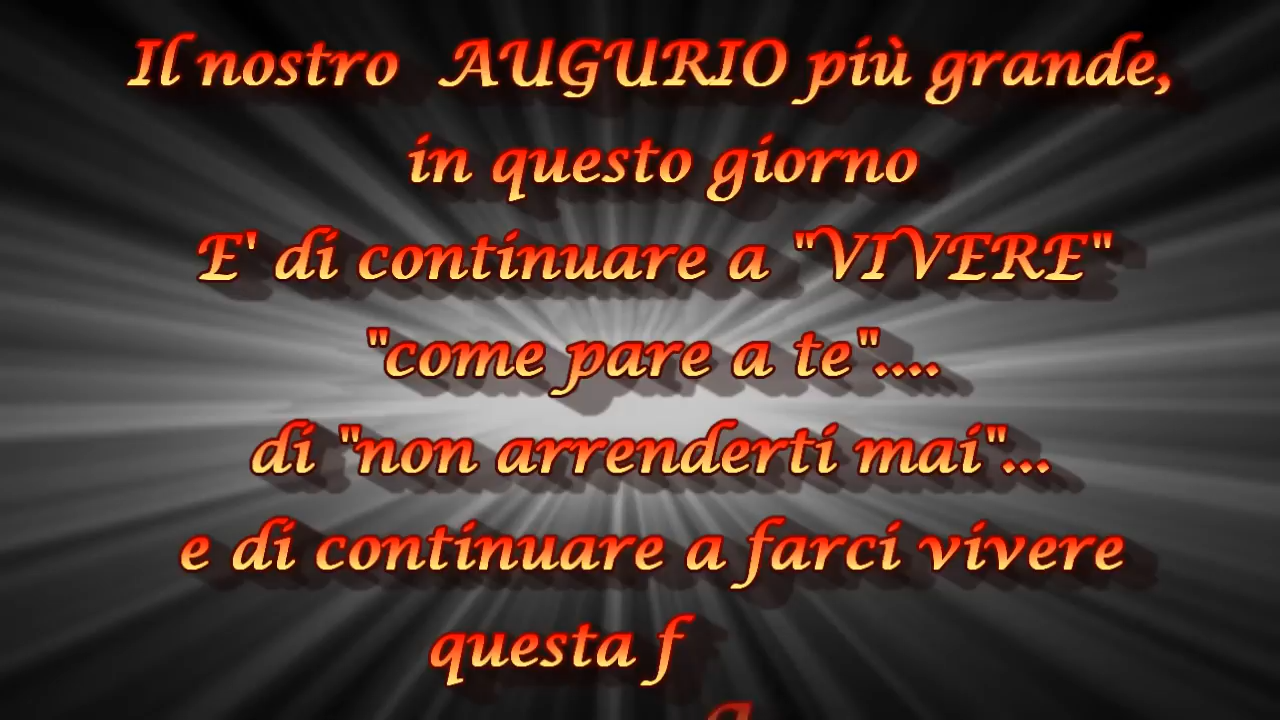 Il nostro AUGURIO più grande,
in questo giorno
E' di continuare a "VIVERE"
"come pare a te"....
di "non arrenderti mai"...
e di continuare a farci vivere
questa f
a